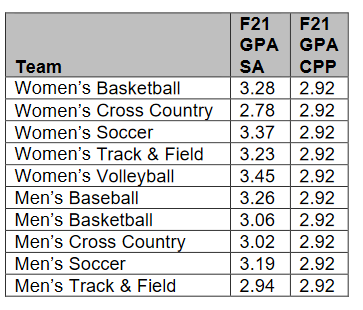 Team F21 GPA SA F21 GPA CPP
Women's Basketball 3.28 2.92
Women's Cross Country 2.78 2.92
Women's Soccer 3.37 2.92
Women's Track & Field 3.23 2.92
Women's Volleyball 3.45 2.92
Men's Baseball 3.26 2.92
Men's Basketball 3.06 2.92
Men's Cross Country 3.02 2.92
Men's Soccer 3.19 2.92
Men's Track & Field 2.94 2.92